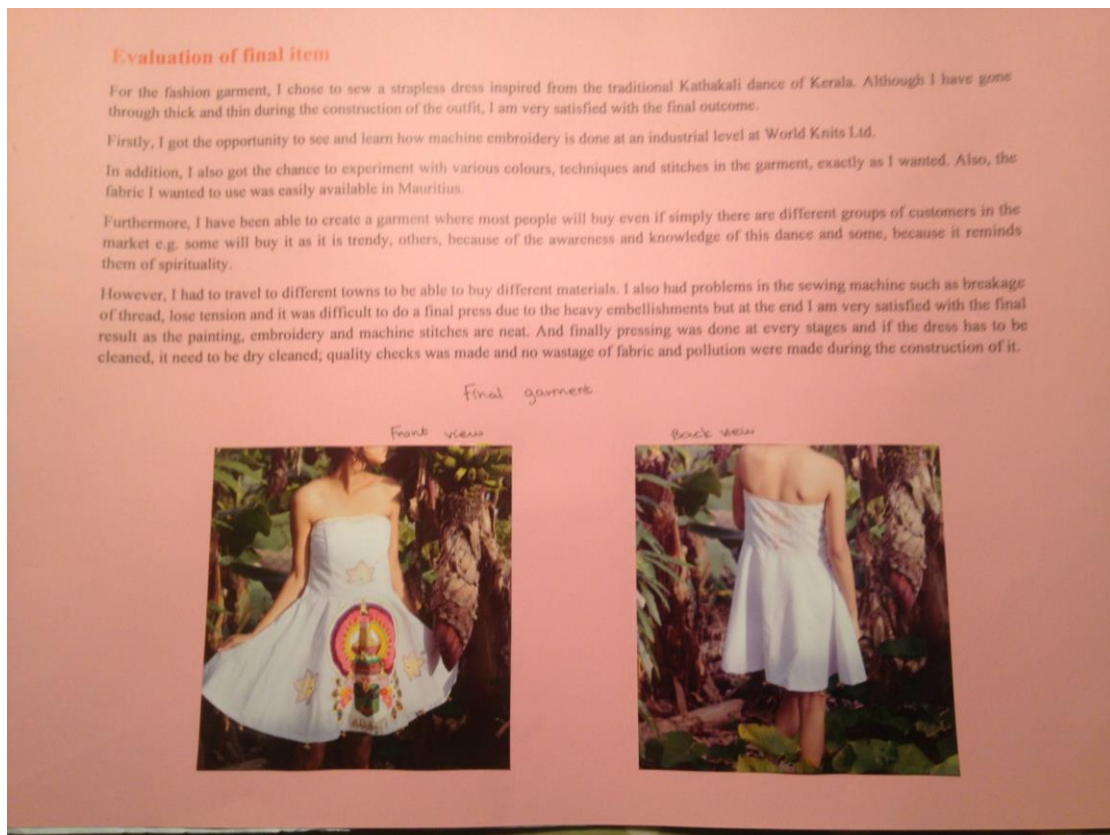 Evaluation of final item
For the fashion garment, I chose to sew a strapless dress inspired from the traditional Kathakali dance of Kerala. Although I have gone
through thick and thin during the construction of the outfit, I am very satisfied with the final outcome.
Firstly, I got the opportunity to see and learn how machine embroidery is done at an industrial level at World Knits Ltd.
In addition, I also got the chance to experiment with various colours, techniques and stitches in the garment, exactly as I wanted. Also, the
fabric I wanted to use was easily available in Mauritius.
Furthermore, I have been able to create a garment where most people will buy even if simply there are different groups of customers in the
market e.g. some will buy it as it is trendy, others, because of the awareness and knowledge of this dance and some, because it reminds
them of spirituality.
However, I had to travel to different towns to be able to buy different materials. I also had problems in the sewing machine such as breakage
of thread, lose tension and it was difficult to do a final press due to the heavy embellishments but at the end I am very satisfied with the final
result as the painting, embroidery and machine stitches are neat. And finally pressing was done at every stages and if the dress has to be
cleaned, it need to be dry cleaned; quality checks was made and no wastage of fabric and pollution were made during the construction of it.
Final garment
Front view
Back view